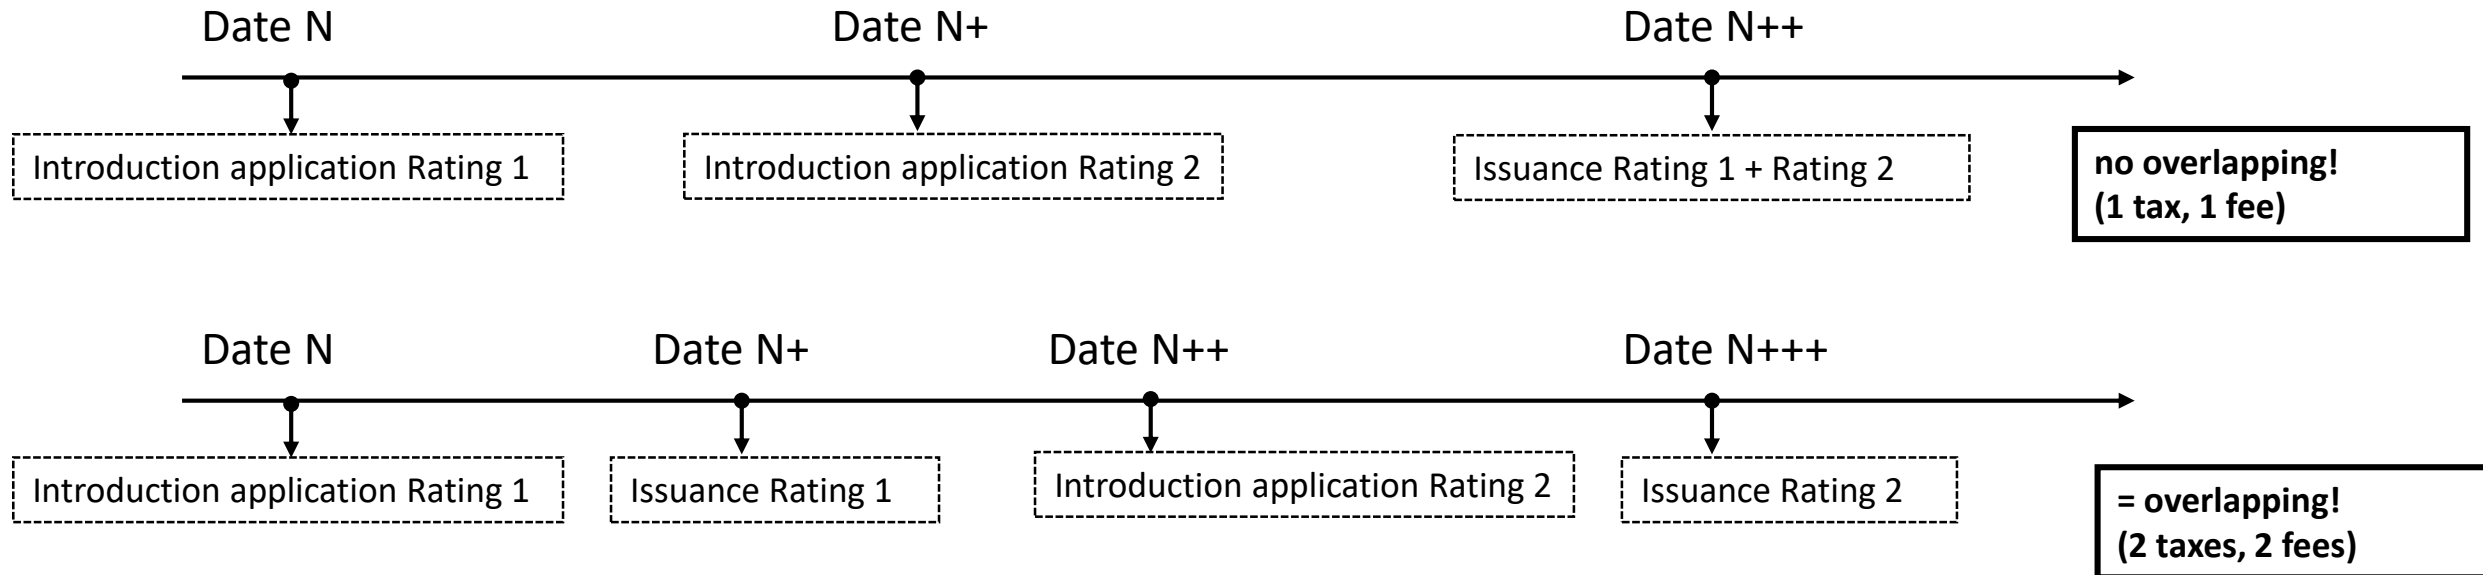 Date N
Date N+
Date N++
Introduction application Rating 1
Introduction application Rating 2
Issuance Rating 1 + Rating 2
no overlapping!
(1 tax, 1 fee)
Date N
Date N+
Date N++
Date N+++
Introduction application Rating 1
Issuance Rating 1
Introduction application Rating 2
Issuance Rating 2
= overlapping!
(2 taxes, 2 fees)